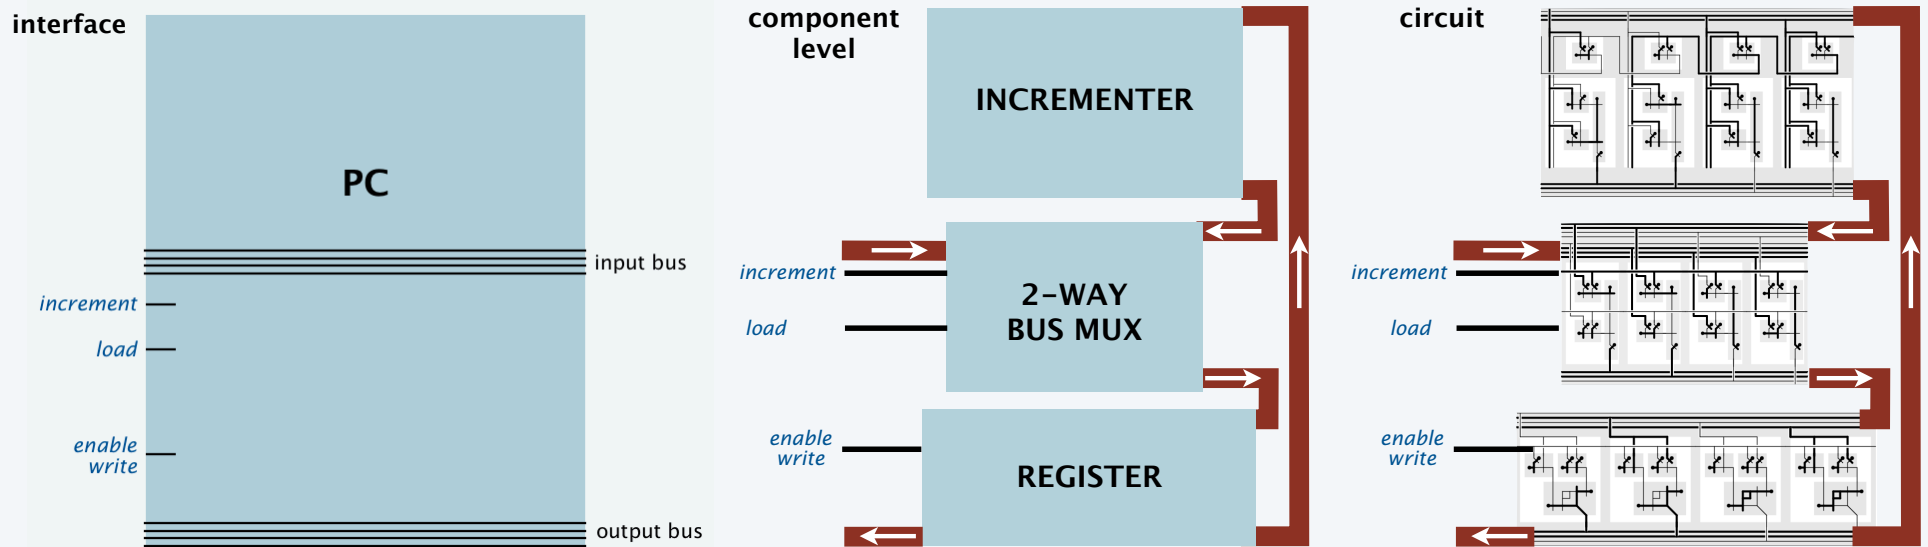 interface
PC
input bus
increment
load
enable
write
output bus
component
level
INCREMENTER
increment
2-WAY
BUS MUX
load
enable
write
REGISTER
circuit
increment
load
enable
write